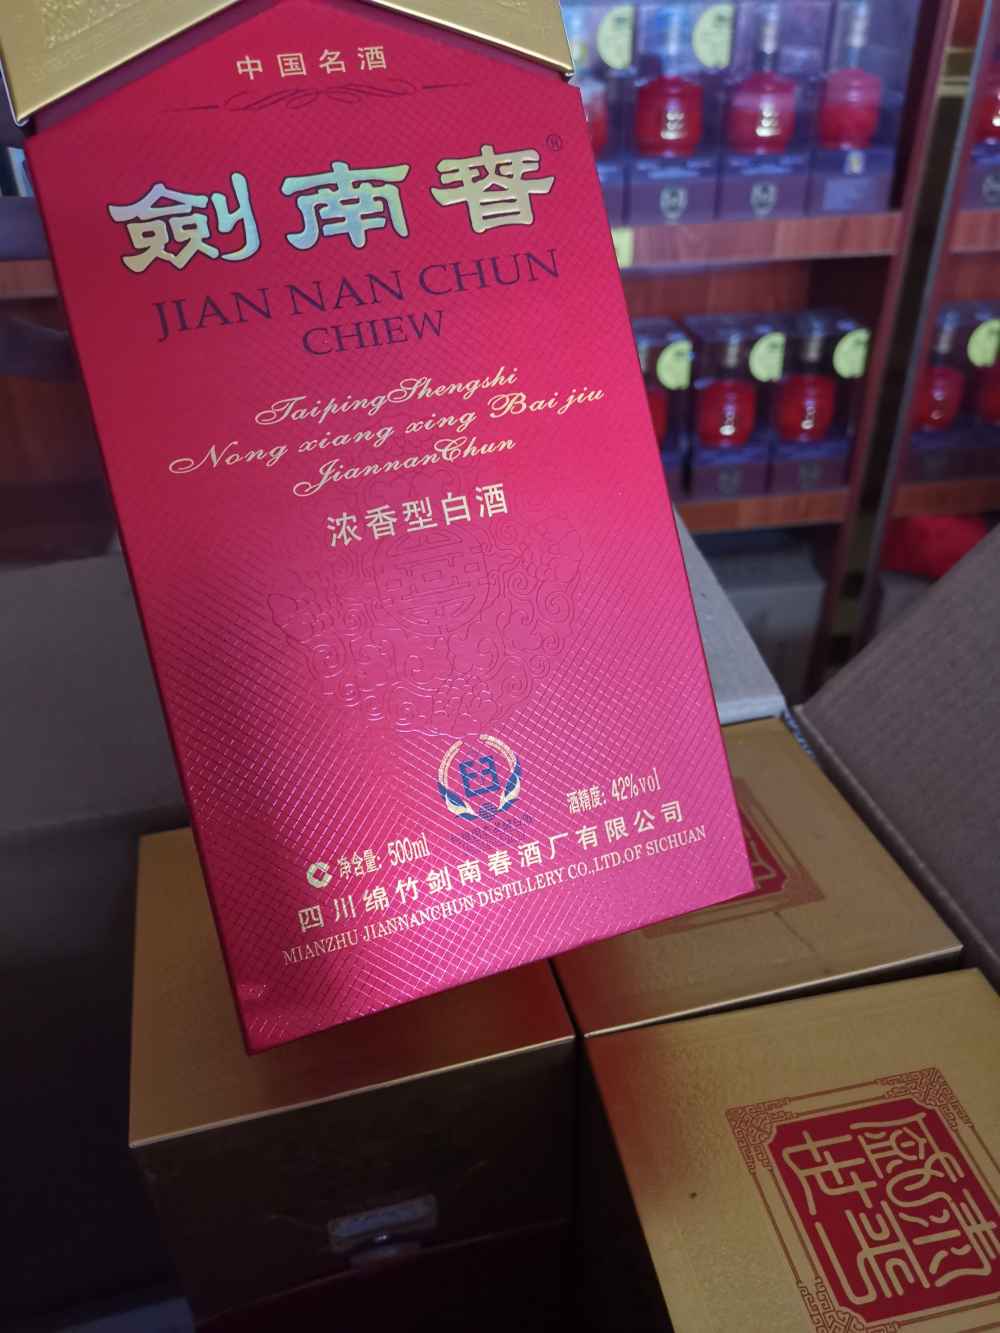 中国名酒
劍南春®
JIAN NAN CHUN
CHIEW
TaipingShengshi
Nong xiang xing Bai jiu
JiannanChun
浓香型白酒
酒精度: 42%vol
净含量: 500ml
四川绵竹剑南春酒厂有限公司
MIANZHU JIANNANCHUN DISTILLERY CO.,LTD.OF SICHUAN